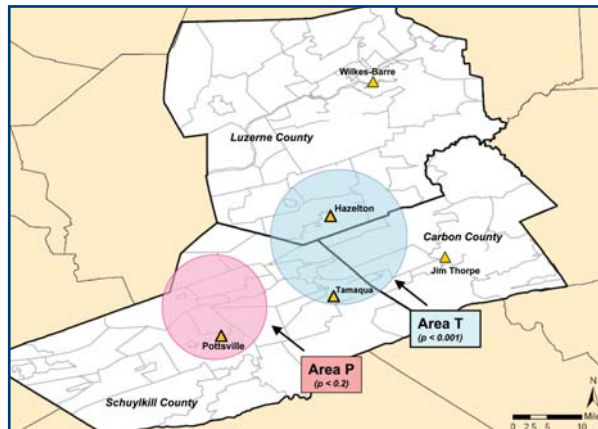 Wilkes-Barre
Luzerne County
Hazelton
Carbon County
Jim Thorpe
Tamaqua
Area T
(p < 0.001)
Pottsville
Area P
(p < 0.2)
Schuylkill County
N
Miles
0 2.5 5 10